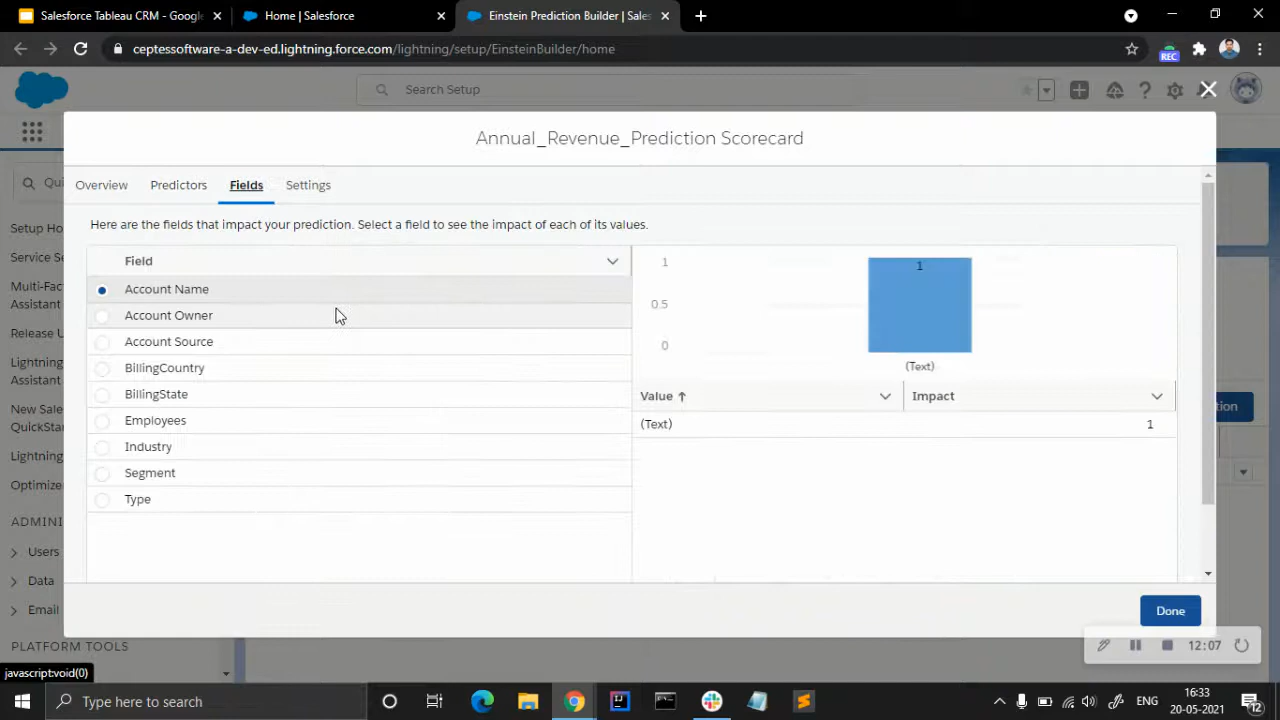 Salesforce Tableau CRM - Google
Home | Salesforce
Einstein Prediction Builder | Sales
ceptessoftware-a-dev-ed.lightning.force.com/lightning/setup/EinsteinBuilder/home
REC
Search Setup
Annual_Revenue_Prediction Scorecard
Overview
Predictors
Fields
Settings
Here are the fields that impact your prediction. Select a field to see the impact of each of its values.
Field
Account Name
Account Owner
Account Source
BillingCountry
BillingState
Employees
Industry
Segment
Type
1
0.5
0
1
(Text)
Value ↑
Impact
(Text)
1
Done
12:07
Setup Ho
Service Se
Multi-Fac
Assistant
Release U
Lightning
Assistant
New Sale
QuickStar
Lightning
Optimize
ADMINI
Users
Data
Email
PLATFORM TOOLS
javascript:void(0)
Type here to search
ENG
16:33
20-05-2021
12